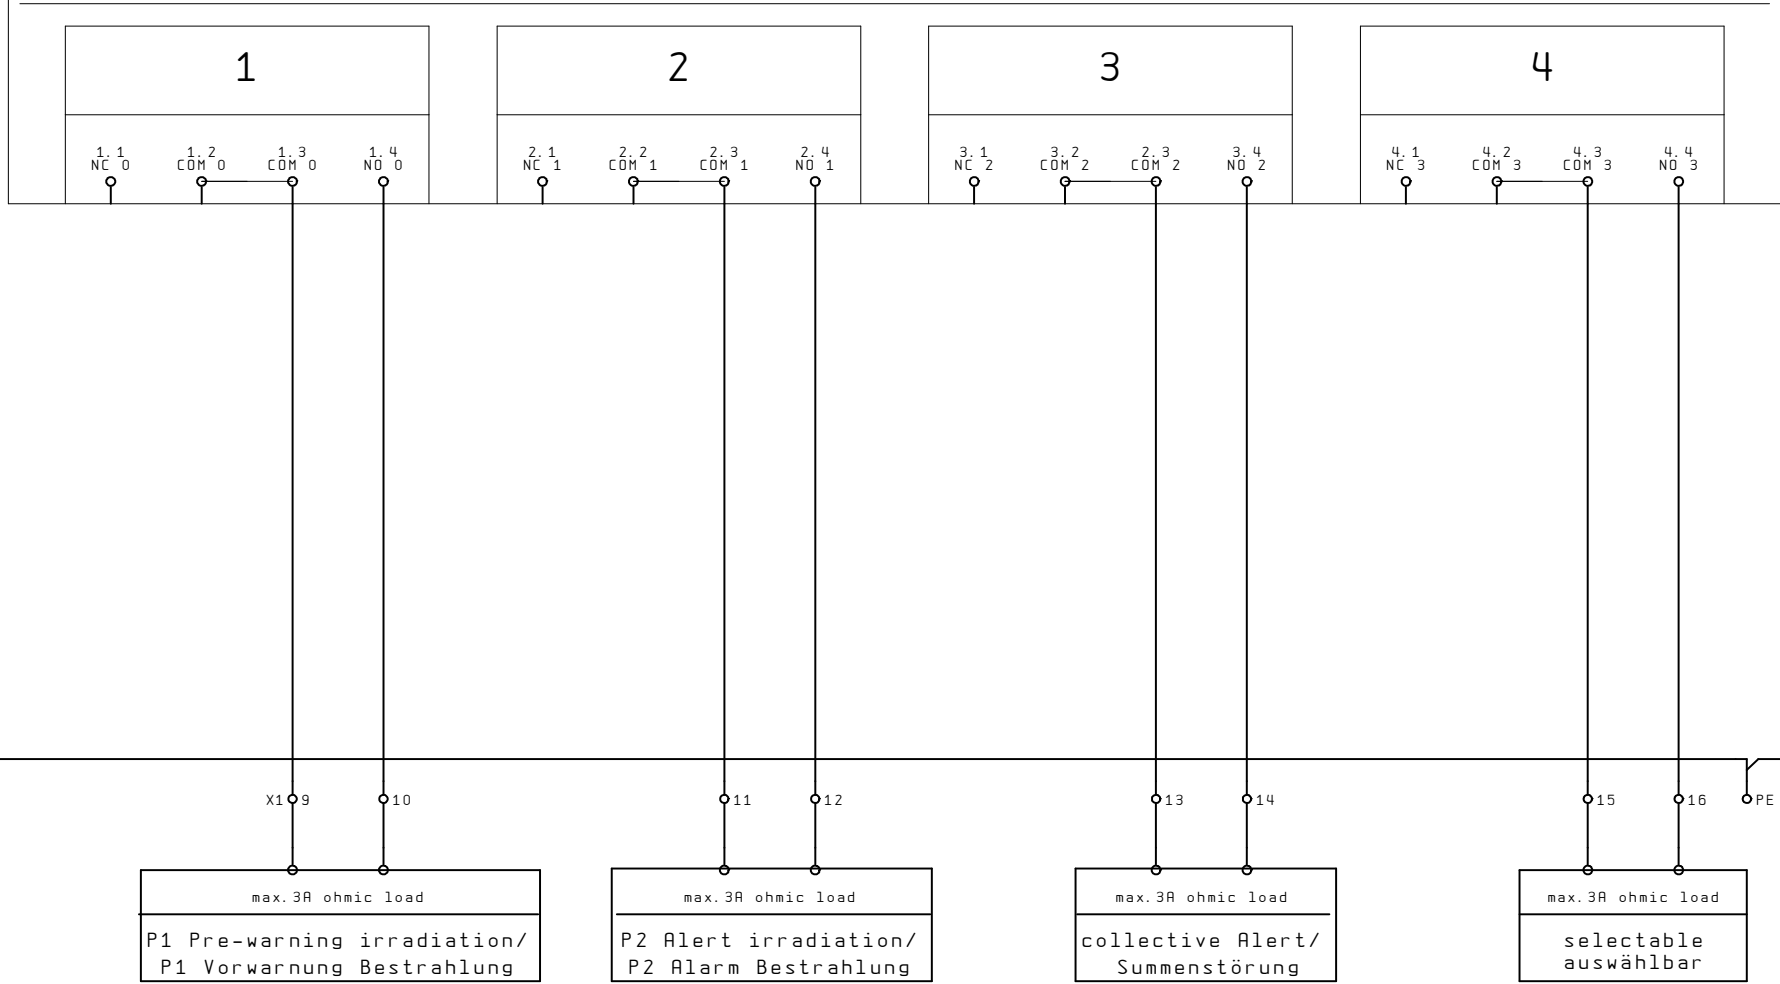 1 2 3 4
1.1 1.2 1.3 1.4 2.1 2.2 2.3 2.4 3.1 3.2 2.3 3.4 4.1 4.2 4.3 4.4
NC 0 COM 0 COM 0 NO 0 NC 1 COM 1 COM 1 NO 1 NC 2 COM 2 COM 2 NO 2 NC 3 COM 3 COM 3 NO 3
X1 9 10 11 12 13 14 15 16 PE
max.3A ohmic load max.3A ohmic load max.3A ohmic load max.3A ohmic load
P1 Pre-warning irradiation/ P2 Alert irradiation/ collective Alert/ selectable
P1 Vorwarnung Bestrahlung P2 Alarm Bestrahlung Summenstörung auswählbar